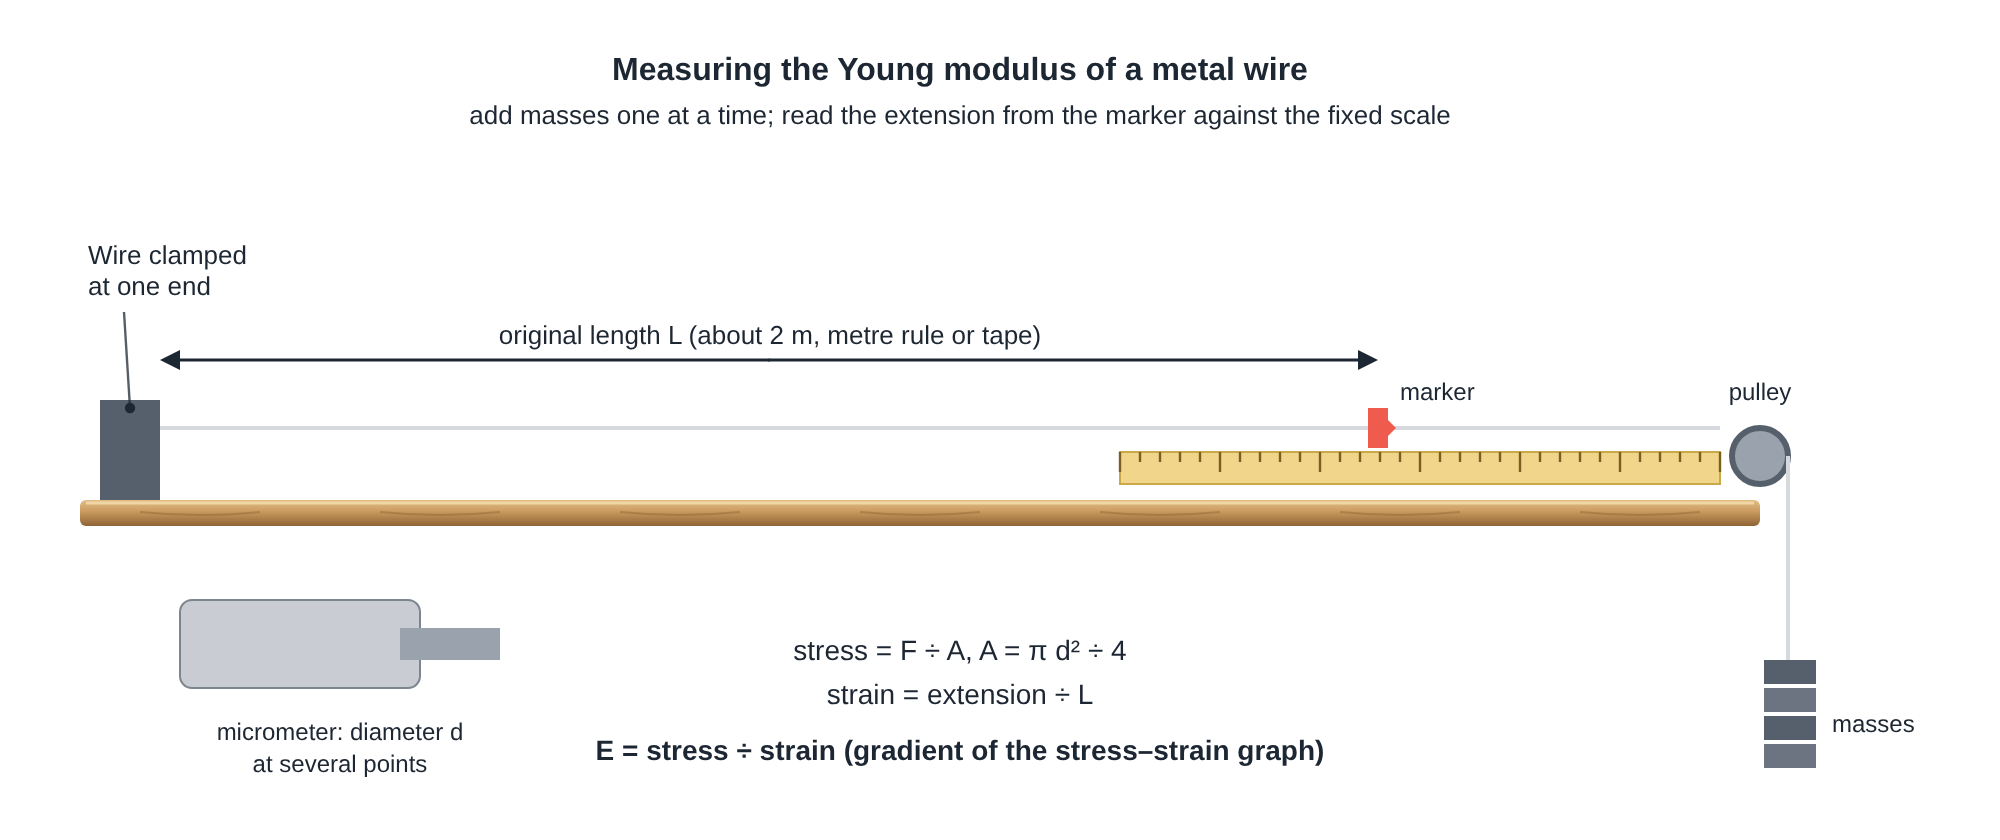 Measuring the Young modulus of a metal wire
add masses one at a time; read the extension from the marker against the fixed scale
Wire clamped
at one end
original length L (about 2 m, metre rule or tape)
marker
pulley
stress = F ÷ A, A = π d² ÷ 4
strain = extension ÷ L
E = stress ÷ strain (gradient of the stress–strain graph)
micrometer: diameter d
at several points
masses